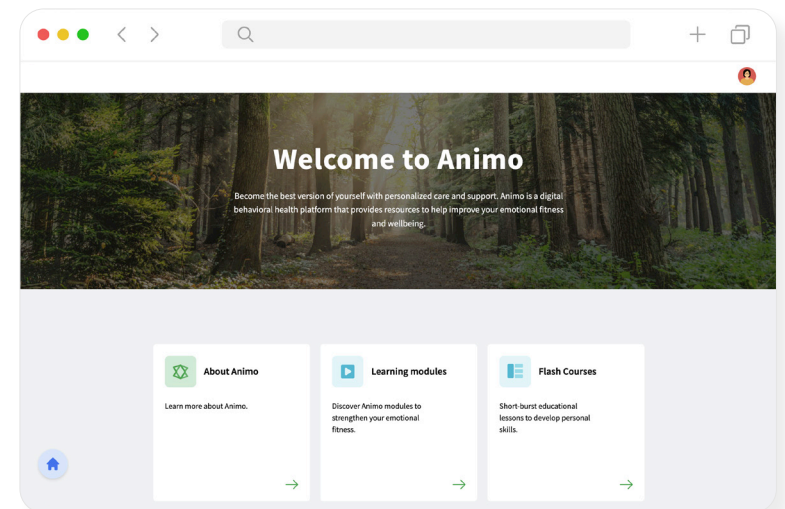 Welcome to Animo
Become the best version of yourself with personalized care and support. Animo is a digital
behavioral health platform that provides resources to help improve your emotional fitness
and wellbeing.
About Animo
Learn more about Animo.
Learning modules
Discover Animo modules to
strengthen your emotional
fitness.
Flash Courses
Short-burst educational
lessons to develop personal
skills.